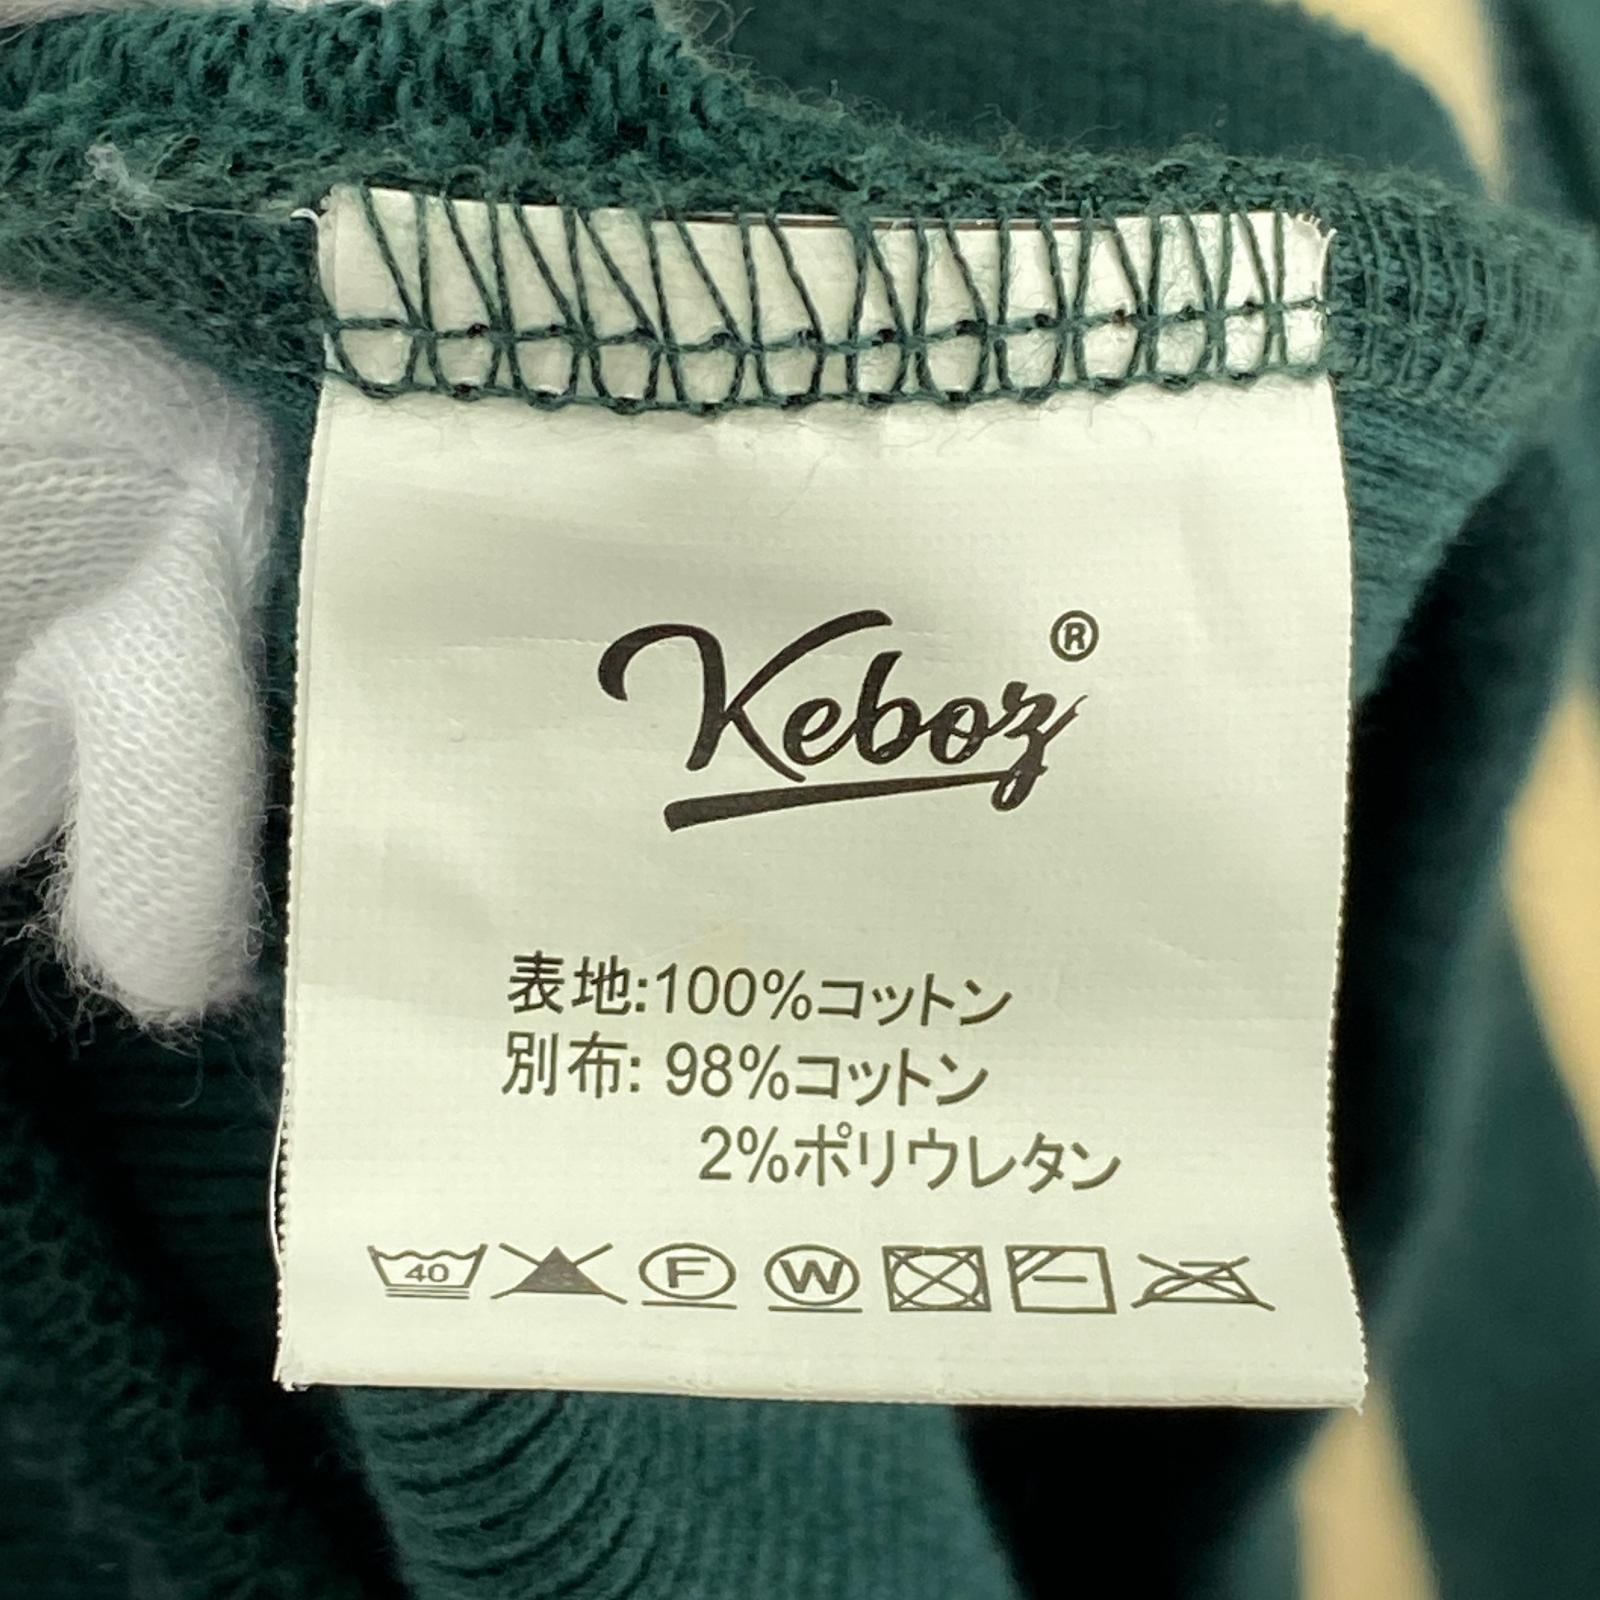 Keboz®
表地:100%コットン
別布: 98%コットン
2%ポリウレタン
40 F W